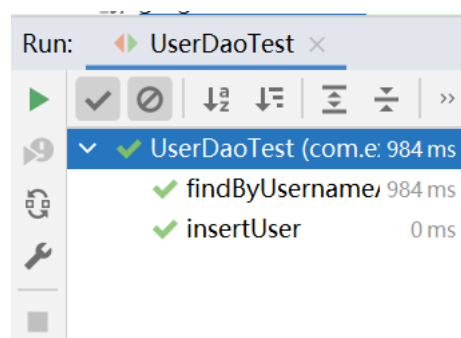 Run: UserDaoTest ×
»
UserDaoTest (com.e: 984 ms
findByUsername 984 ms
insertUser 0 ms